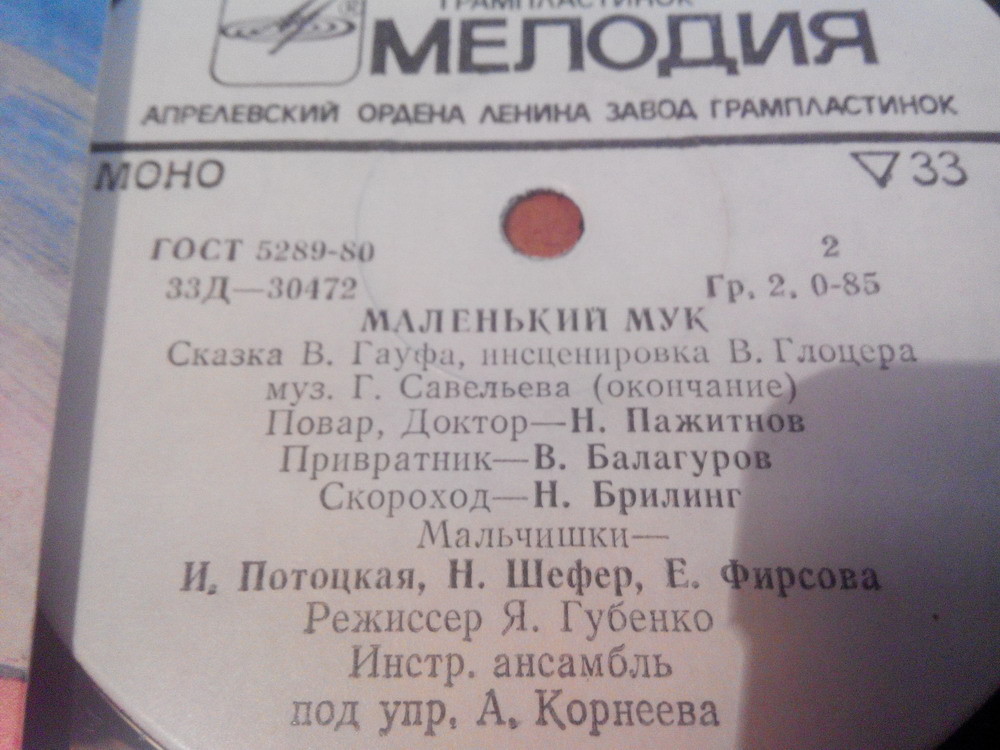 ГРАМПЛАСТИНОК
®
МЕЛОДИЯ
АПРЕЛЕВСКИЙ ОРДЕНА ЛЕНИНА ЗАВОД ГРАМПЛАСТИНОК
МОНО ▽33
ГОСТ 5289-80 2
33Д—30472 Гр. 2. 0-85
МАЛЕНЬКИЙ МУК
Сказка В. Гауфа, инсценировка В. Глоцера
муз. Г. Савельева (окончание)
Повар, Доктор—Н. Пажитнов
Привратник—В. Балагуров
Скороход—Н. Брилинг
Мальчишки—
И. Потоцкая, Н. Шефер, Е. Фирсова
Режиссер Я. Губенко
Инстр. ансамбль
под упр. А. Корнеева